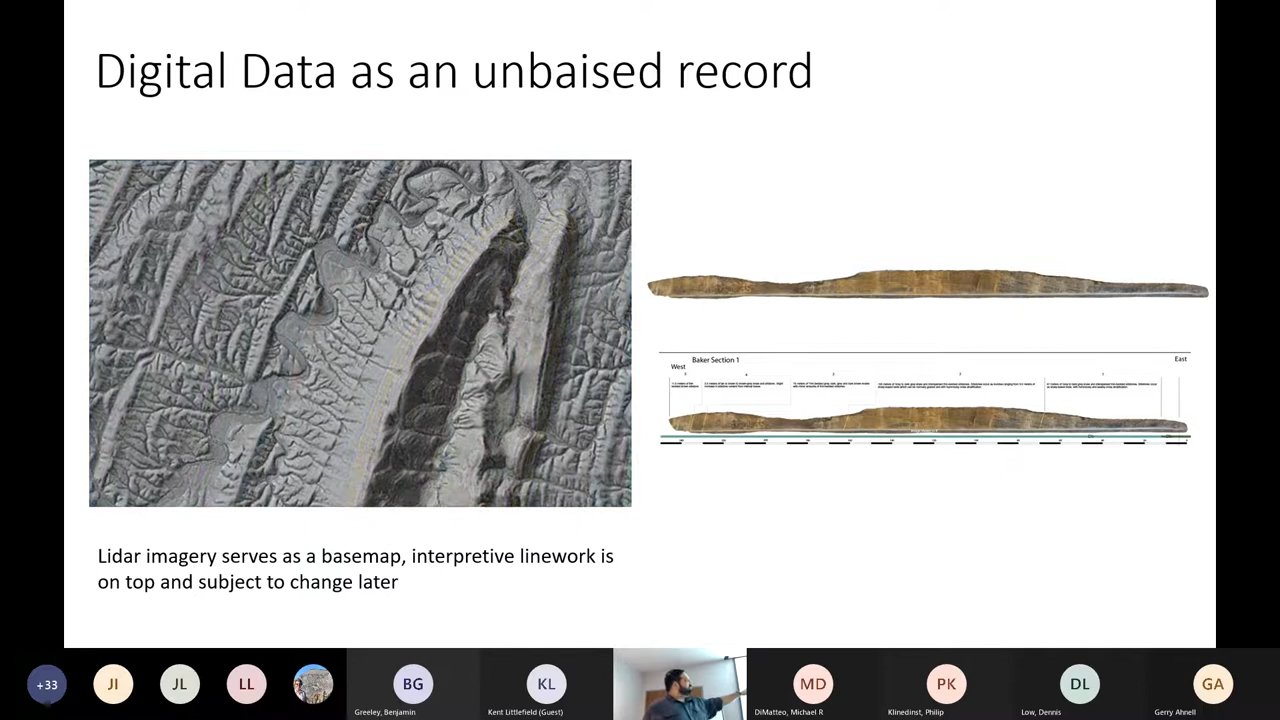 Digital Data as an unbaised record
Baker Section 1
West
East
Lidar imagery serves as a basemap, interpretive linework is
on top and subject to change later
+33
JI
JL
LL
BG
KL
MD
PK
DL
GA
Greeley, Benjamin
Kent Littlefield (Guest)
DiMatteo, Michael R
Klinedinst, Philip
Low, Dennis
Gerry Ahnell